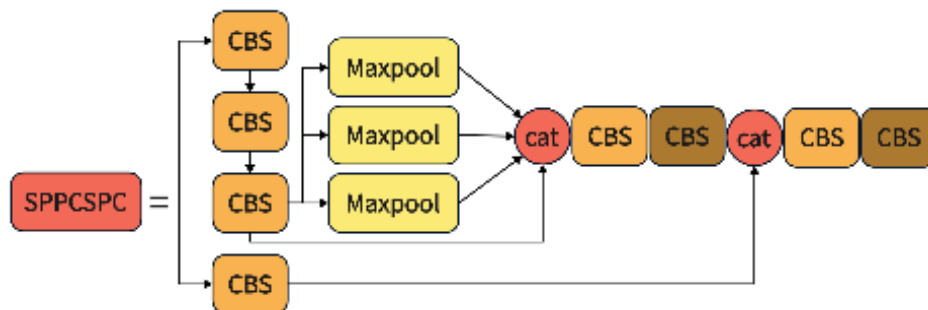 CBS
Maxpool
CBS
Maxpool
cat CBS CBS cat CBS CBS
SPPCSPC =
CBS
Maxpool
CBS